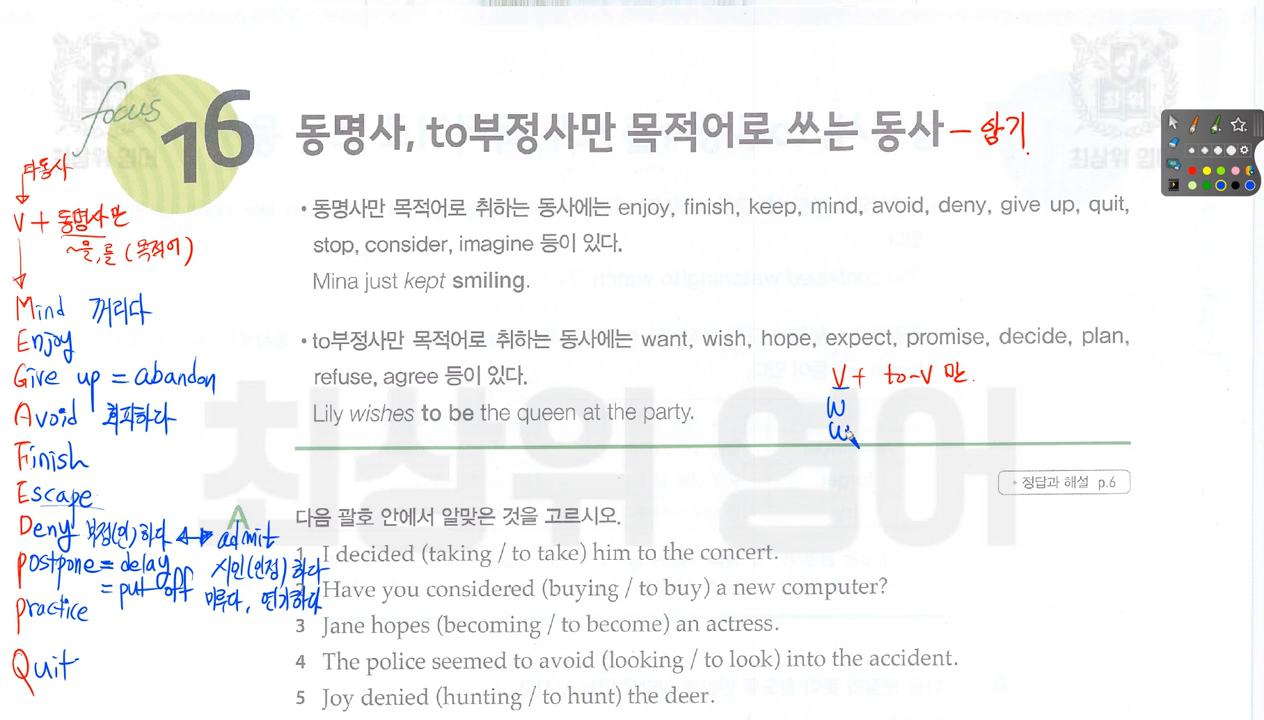 focus
16
동명사, to부정사만 목적어로 쓰는 동사 - 암기
타동사
V + 동명사만
~을,를 (목적어)
Mind 꺼리다
Enjoy
Give up = abandon
Avoid 회피하다
Finish
Escape
Deny 부정(인)하다 ↔ admit
시인(인정)하다
Postpone = delay
= put off 미루다, 연기하다
practice
Quit
• 동명사만 목적어로 취하는 동사에는 enjoy, finish, keep, mind, avoid, deny, give up, quit,
stop, consider, imagine 등이 있다.
Mina just kept smiling.
• to부정사만 목적어로 취하는 동사에는 want, wish, hope, expect, promise, decide, plan,
refuse, agree 등이 있다.
Lily wishes to be the queen at the party.
V + to-V 만
W
W
최상위 영어
• 정답과 해설 p.6
A
다음 괄호 안에서 알맞은 것을 고르시오.
1 I decided (taking / to take) him to the concert.
2 Have you considered (buying / to buy) a new computer?
3 Jane hopes (becoming / to become) an actress.
4 The police seemed to avoid (looking / to look) into the accident.
5 Joy denied (hunting / to hunt) the deer.